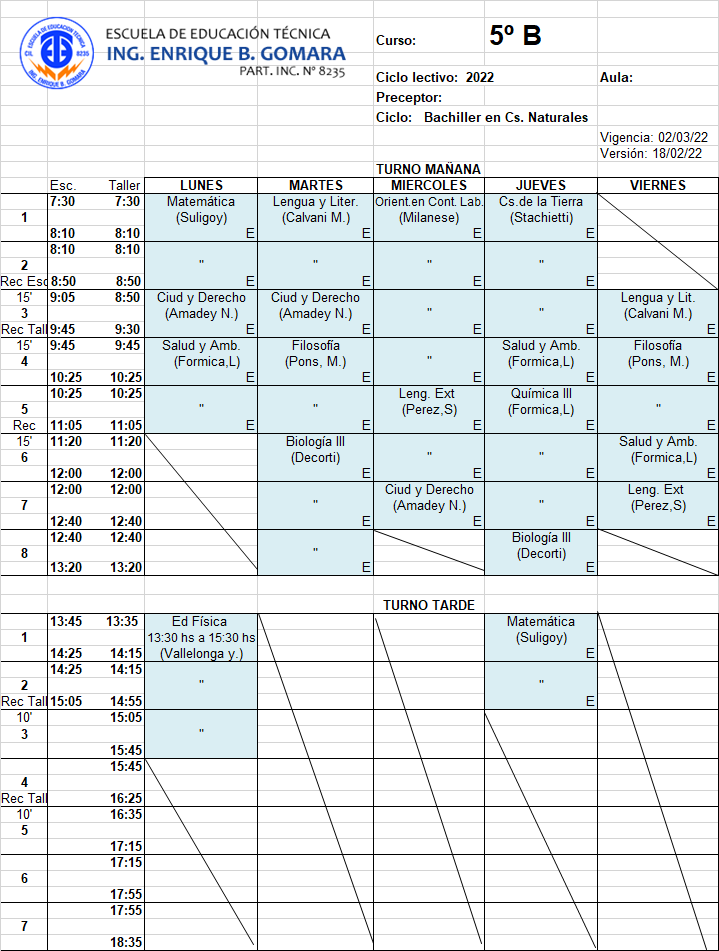 ESCUELA DE EDUCACIÓN TÉCNICA
ING. ENRIQUE B. GOMARA
PART. INC. Nº 8235
ESCUELA DE EDUCACIÓN TÉCNICA
8235
"ING. ENRIQUE B. GOMARA"
Curso: 5º B
Ciclo lectivo: 2022 Aula:
Preceptor:
Ciclo: Bachiller en Cs. Naturales
Vigencia: 02/03/22
Versión: 18/02/22
TURNO MAÑANA
Esc. Taller LUNES MARTES MIERCOLES JUEVES VIERNES
7:30 7:30 Matemática Lengua y Liter. Orient.en Cont. Lab. Cs.de la Tierra
1 (Suligoy) (Calvani M.) (Milanese) (Stachietti)
8:10 8:10 E E E E
8:10 8:10
2 " " " "
Rec Esc 8:50 8:50 E E E E
15' 9:05 8:50 Ciud y Derecho Ciud y Derecho Lengua y Lit.
3 (Amadey N.) (Amadey N.) " " (Calvani M.)
Rec Tall 9:45 9:30 E E E E E
15' 9:45 9:45 Salud y Amb. Filosofía Salud y Amb. Filosofía
4 (Formica,L) (Pons, M.) " (Formica,L) (Pons, M.)
10:25 10:25 E E E E E
10:25 10:25 Leng. Ext Química III
5 " " (Perez,S) (Formica,L) "
Rec 11:05 11:05 E E E E E
15' 11:20 11:20 Biología III Salud y Amb.
6 (Decorti) " " (Formica,L)
12:00 12:00 E E E E
12:00 12:00 Ciud y Derecho Leng. Ext
7 " (Amadey N.) " (Perez,S)
12:40 12:40 E E E E
12:40 12:40 Biología III
8 " (Decorti)
13:20 13:20 E E
TURNO TARDE
13:45 13:35 Ed Física Matemática
1 13:30 hs a 15:30 hs (Suligoy)
14:25 14:15 (Vallelonga y.) E
14:25 14:15
2 " "
Rec Tall 15:05 14:55 E
10' 15:05
3 "
15:45
15:45
4
Rec Tall 16:25
10' 16:35
5
17:15
17:15
6
17:55
17:55
7
18:35